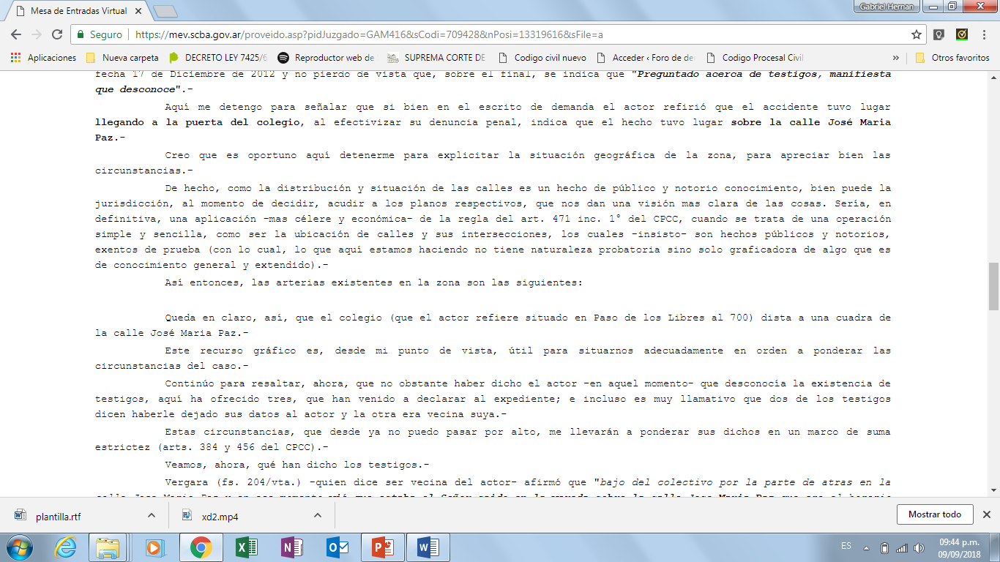 Mesa de Entradas Virtual
Gabriel Hernan
Seguro
https://mev.scba.gov.ar/proveido.asp?pidJuzgado=GAM416&sCodi=709428&nPosi=13319616&sFile=a
Aplicaciones Nueva carpeta DECRETO LEY 7425/6 Reproductor web de SUPREMA CORTE DE Codigo civil nuevo Acceder ‹ Foro de de Codigo Procesal Civil » Otros favoritos
fecha 17 de Diciembre de 2012 y no pierdo de vista que, sobre el final, se indica que "Preguntado acerca de testigos, manifiesta
que desconoce".-
Aquí me detengo para señalar que si bien en el escrito de demanda el actor refirió que el accidente tuvo lugar
llegando a la puerta del colegio, al efectivizar su denuncia penal, indica que el hecho tuvo lugar sobre la calle José Maria
Paz.-
Creo que es oportuno aquí detenerme para explicitar la situación geográfica de la zona, para apreciar bien las
circunstancias.-
De hecho, como la distribución y situación de las calles es un hecho de público y notorio conocimiento, bien puede la
jurisdicción, al momento de decidir, acudir a los planos respectivos, que nos dan una visión mas clara de las cosas. Sería, en
definitiva, una aplicación -mas célere y económica- de la regla del art. 471 inc. 1° del CPCC, cuando se trata de una operación
simple y sencilla, como ser la ubicación de calles y sus intersecciones, los cuales -insisto- son hechos públicos y notorios,
exentos de prueba (con lo cual, lo que aquí estamos haciendo no tiene naturaleza probatoria sino solo graficadora de algo que es
de conocimiento general y extendido).-
Así entonces, las arterias existentes en la zona son las siguientes:
Queda en claro, así, que el colegio (que el actor refiere situado en Paso de los Libres al 700) dista a una cuadra de
la calle José Maria Paz.-
Este recurso gráfico es, desde mi punto de vista, útil para situarnos adecuadamente en orden a ponderar las
circunstancias del caso.-
Continúo para resaltar, ahora, que no obstante haber dicho el actor -en aquel momento- que desconocía la existencia de
testigos, aquí ha ofrecido tres, que han venido a declarar al expediente; e incluso es muy llamativo que dos de los testigos
dicen haberle dejado sus datos al actor y la otra era vecina suya.-
Estas circunstancias, que desde ya no puedo pasar por alto, me llevarán a ponderar sus dichos en un marco de suma
estrictez (arts. 384 y 456 del CPCC).-
Veamos, ahora, qué han dicho los testigos.-
Vergara (fs. 204/vta.) -quien dice ser vecina del actor- afirmó que "bajo del colectivo por la parte de atras en la
plantilla.rtf
xd2.mp4
Mostrar todo
ES
09:44 p.m.
09/09/2018